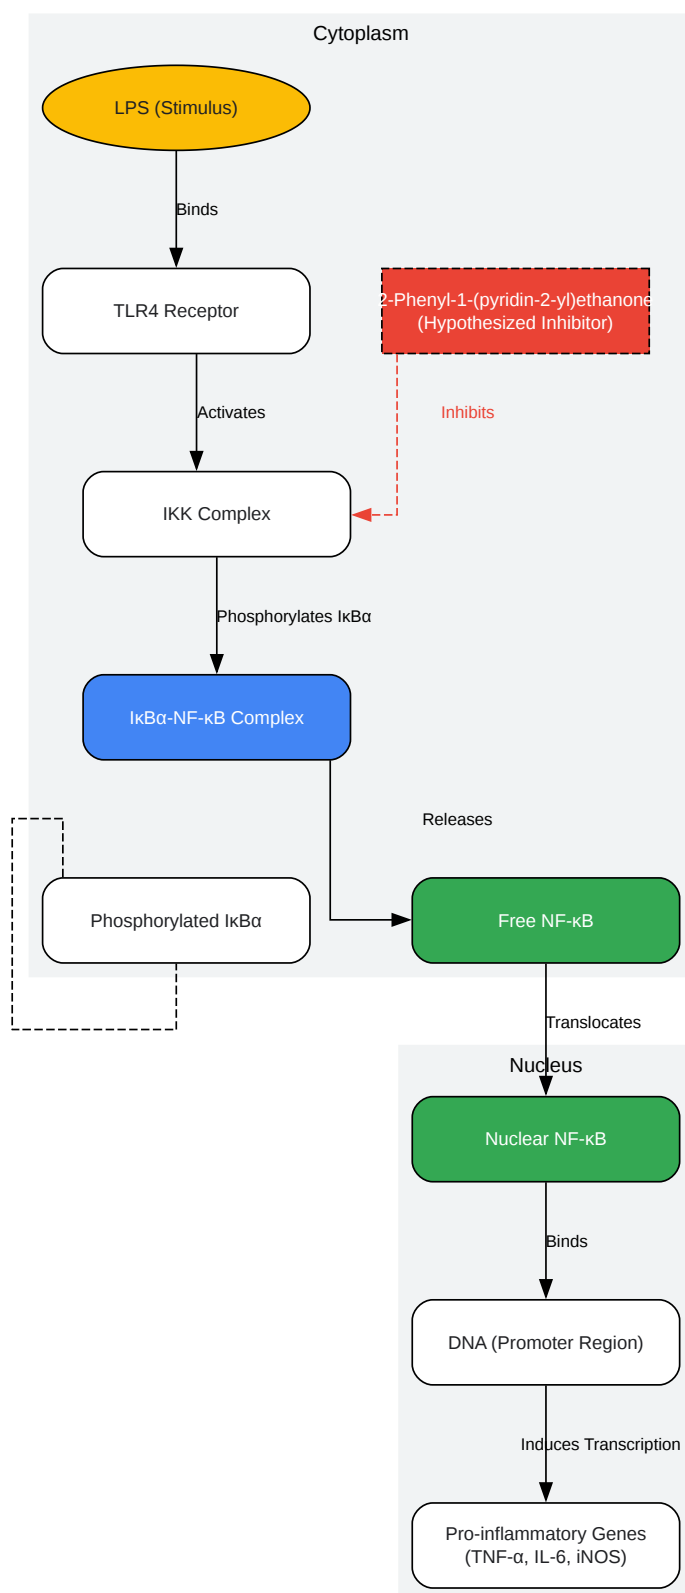 Cytoplasm
LPS (Stimulus)
Binds
TLR4 Receptor
2-Phenyl-1-(pyridin-2-yl)ethanone
(Hypothesized Inhibitor)
Activates
Inhibits
IKK Complex
Phosphorylates IκBα
IκBα-NF-κB Complex
Releases
Phosphorylated IκBα
Free NF-κB
Translocates
Nucleus
Nuclear NF-κB
Binds
DNA (Promoter Region)
Induces Transcription
Pro-inflammatory Genes
(TNF-α, IL-6, iNOS)